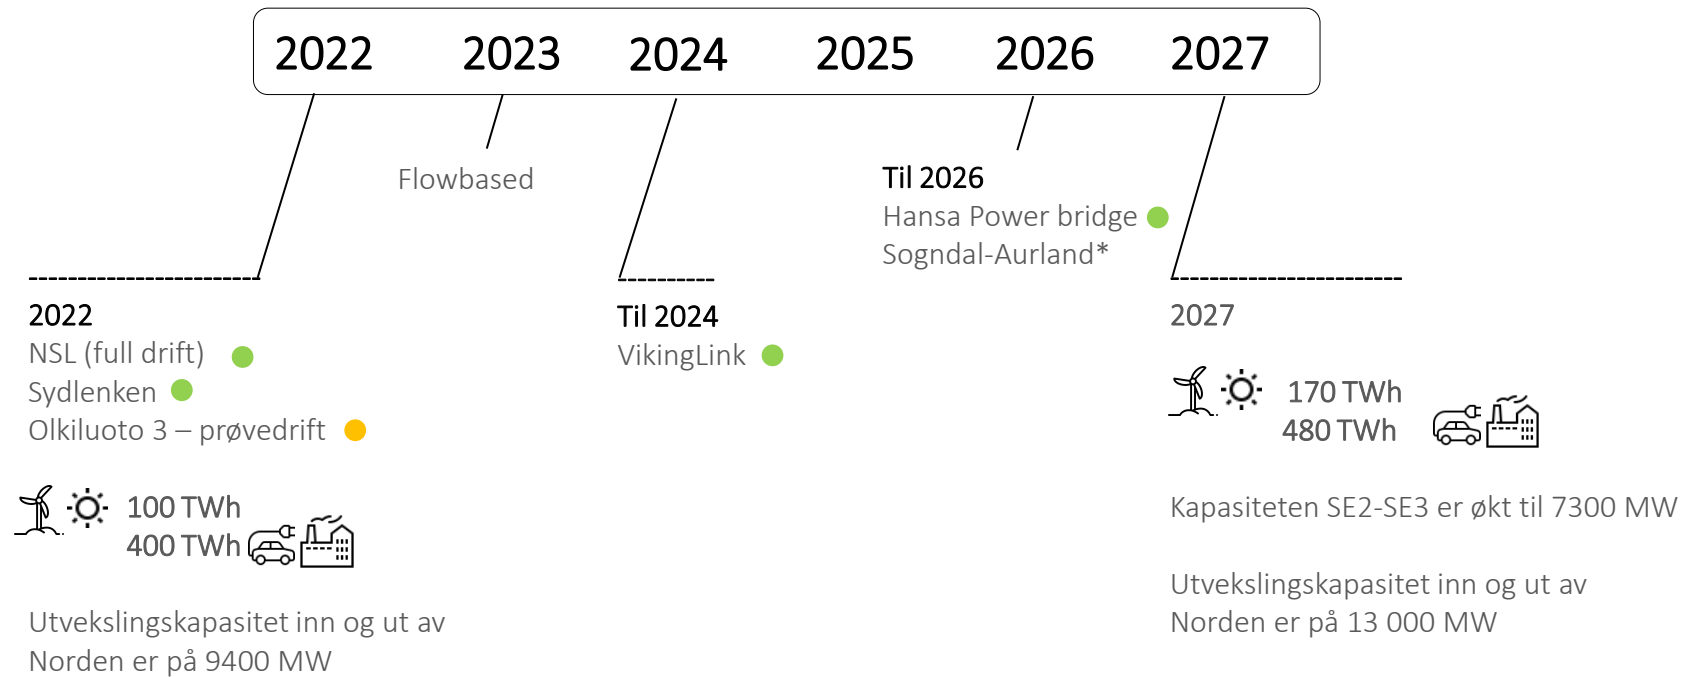 2022 2023 2024 2025 2026 2027
Flowbased
Til 2026
Hansa Power bridge
Sogndal-Aurland*
2022
NSL (full drift)
Sydlenken
Olkiluoto 3 – prøvedrift
100 TWh
400 TWh
Utvekslingskapasitet inn og ut av
Norden er på 9400 MW
Til 2024
VikingLink
2027
170 TWh
480 TWh
Kapasiteten SE2-SE3 er økt til 7300 MW
Utvekslingskapasitet inn og ut av
Norden er på 13 000 MW